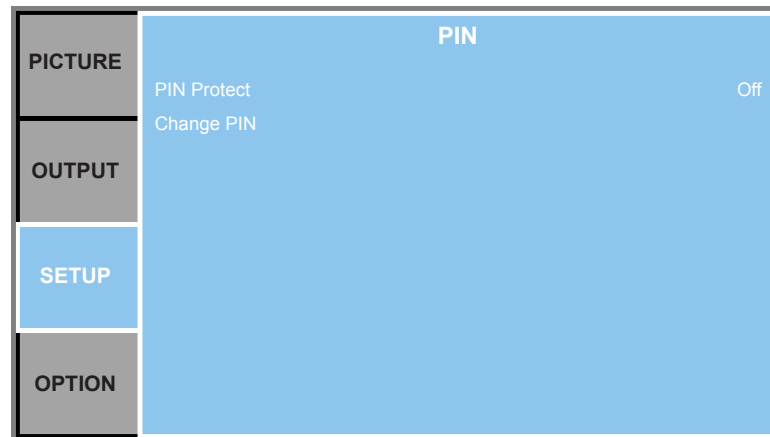 PICTURE
OUTPUT
SETUP
OPTION
PIN
PIN Protect Off
Change PIN